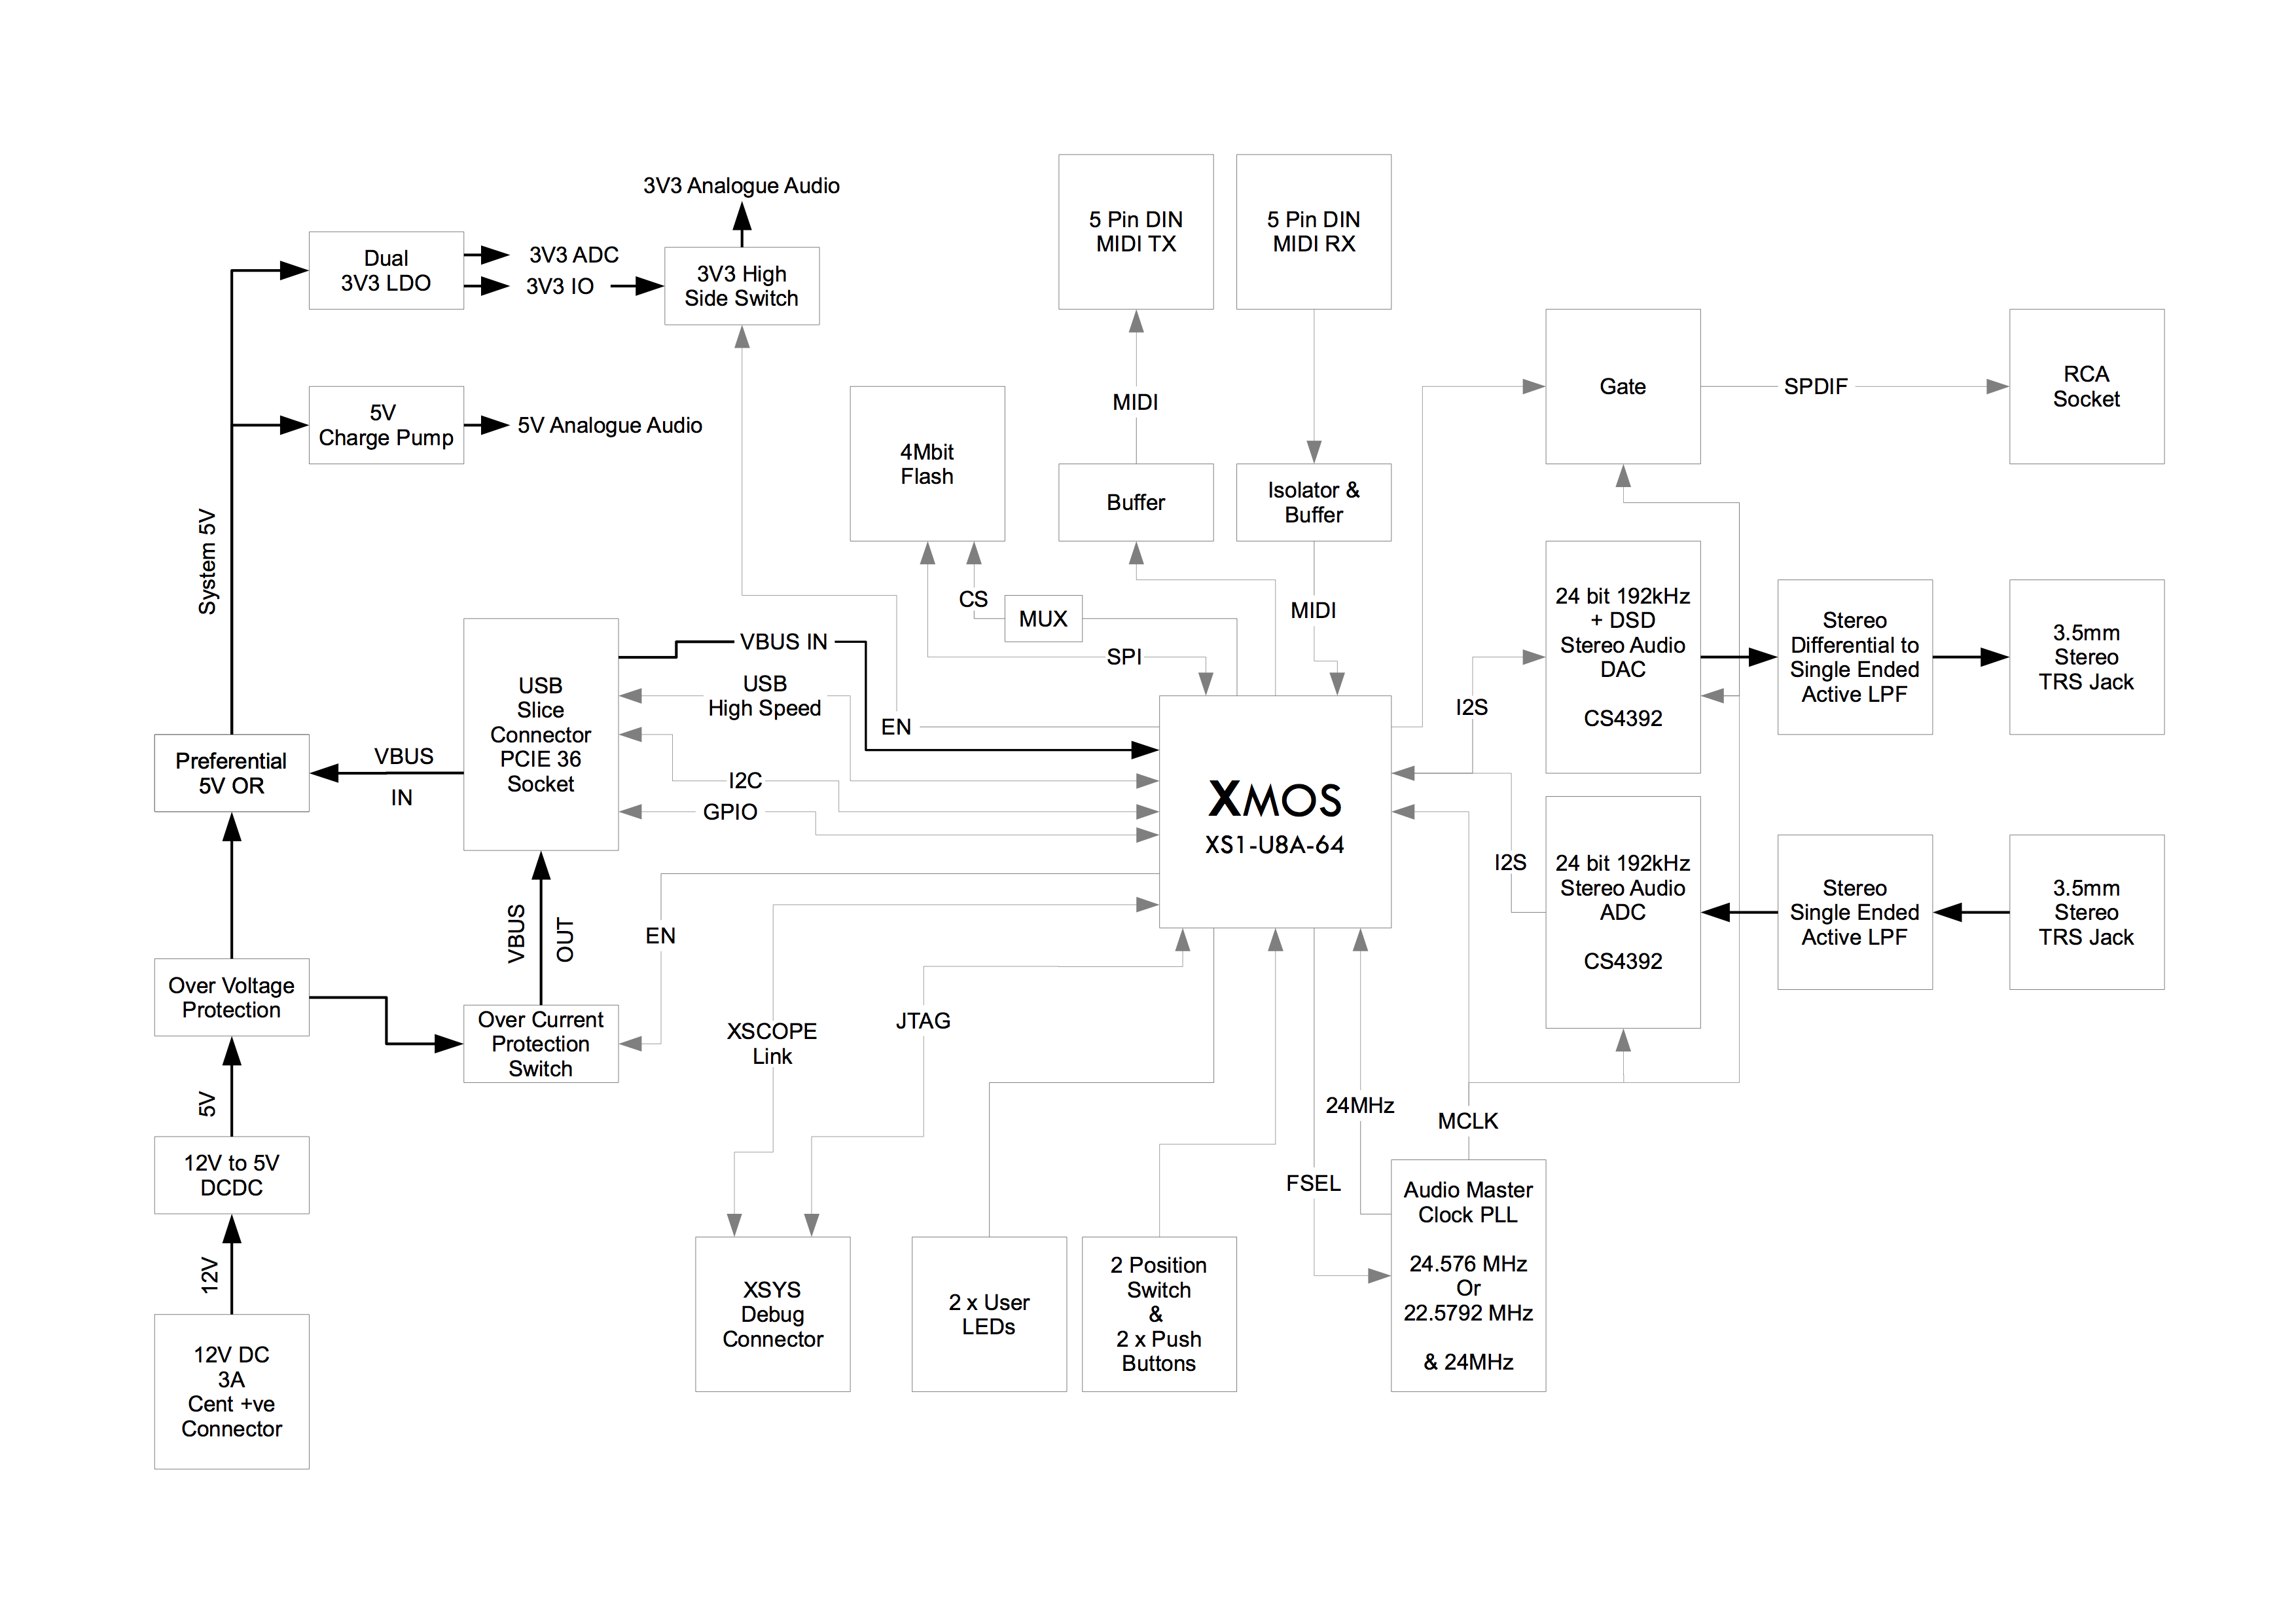 3V3 Analogue Audio
Dual
3V3 LDO
3V3 ADC
3V3 IO
3V3 High
Side Switch
5V
Charge Pump
5V Analogue Audio
System 5V
5 Pin DIN
MIDI TX
5 Pin DIN
MIDI RX
MIDI
4Mbit
Flash
Buffer
Isolator &
Buffer
Gate
SPDIF
RCA
Socket
CS
MUX
MIDI
SPI
VBUS IN
USB
High Speed
EN
I2C
GPIO
USB
Slice
Connector
PCIE 36
Socket
Preferential
5V OR
VBUS
IN
XMOS
XS1-U8A-64
I2S
24 bit 192kHz
+ DSD
Stereo Audio
DAC
CS4392
Stereo
Differential to
Single Ended
Active LPF
3.5mm
Stereo
TRS Jack
I2S
24 bit 192kHz
Stereo Audio
ADC
CS4392
Stereo
Single Ended
Active LPF
3.5mm
Stereo
TRS Jack
VBUS
OUT
EN
Over Voltage
Protection
Over Current
Protection
Switch
XSCOPE
Link
JTAG
24MHz
MCLK
FSEL
5V
12V to 5V
DCDC
12V
12V DC
3A
Cent +ve
Connector
XSYS
Debug
Connector
2 x User
LEDs
2 Position
Switch
&
2 x Push
Buttons
Audio Master
Clock PLL
24.576 MHz
Or
22.5792 MHz
& 24MHz